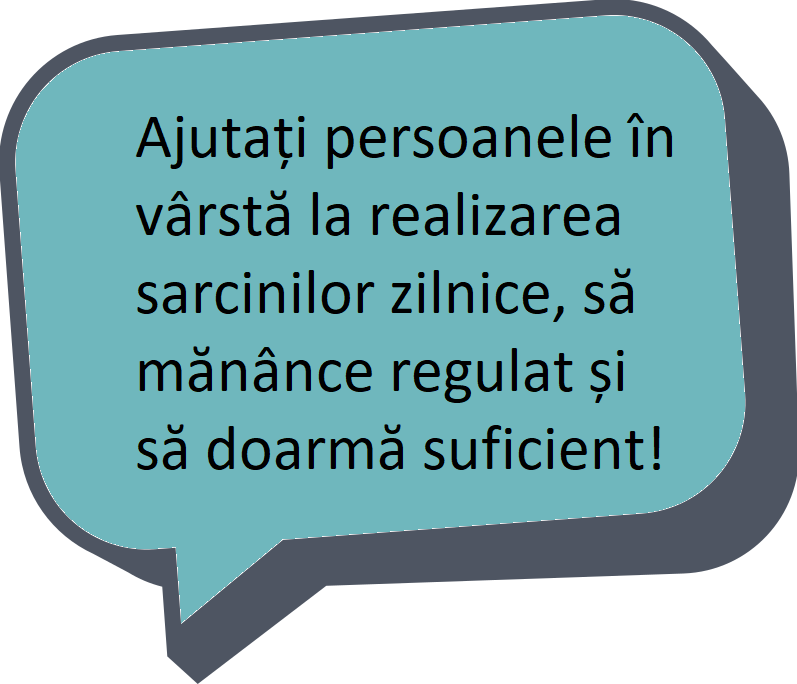 Ajutați persoanele în
vârstă la realizarea
sarcinilor zilnice, să
mănânce regulat și
să doarmă suficient!